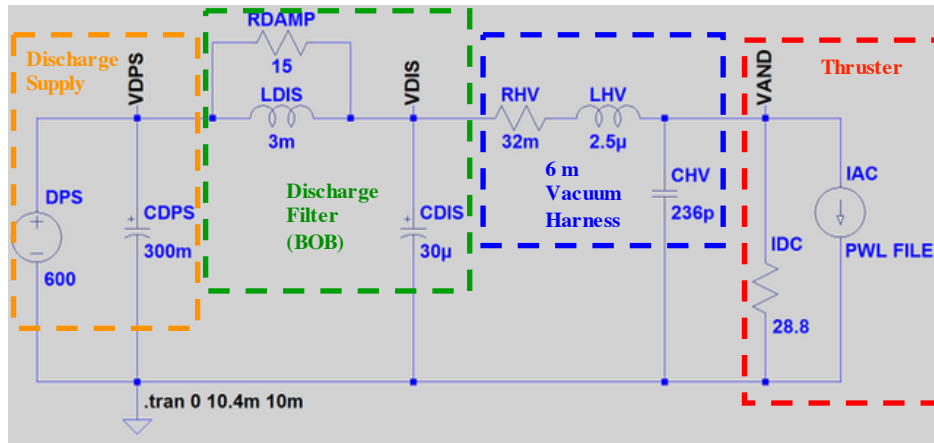 RDAMP
15
LDIS
3m
Discharge
Supply
VDPS
VDIS
RHV
32m
LHV
2.5µ
VAND
Thruster
DPS
600
CDPS
300m
Discharge
Filter
(BOB)
CDIS
30µ
6 m
Vacuum
Harness
CHV
236p
IAC
PWL FILE
IDC
28.8
.tran 0 10.4m 10m